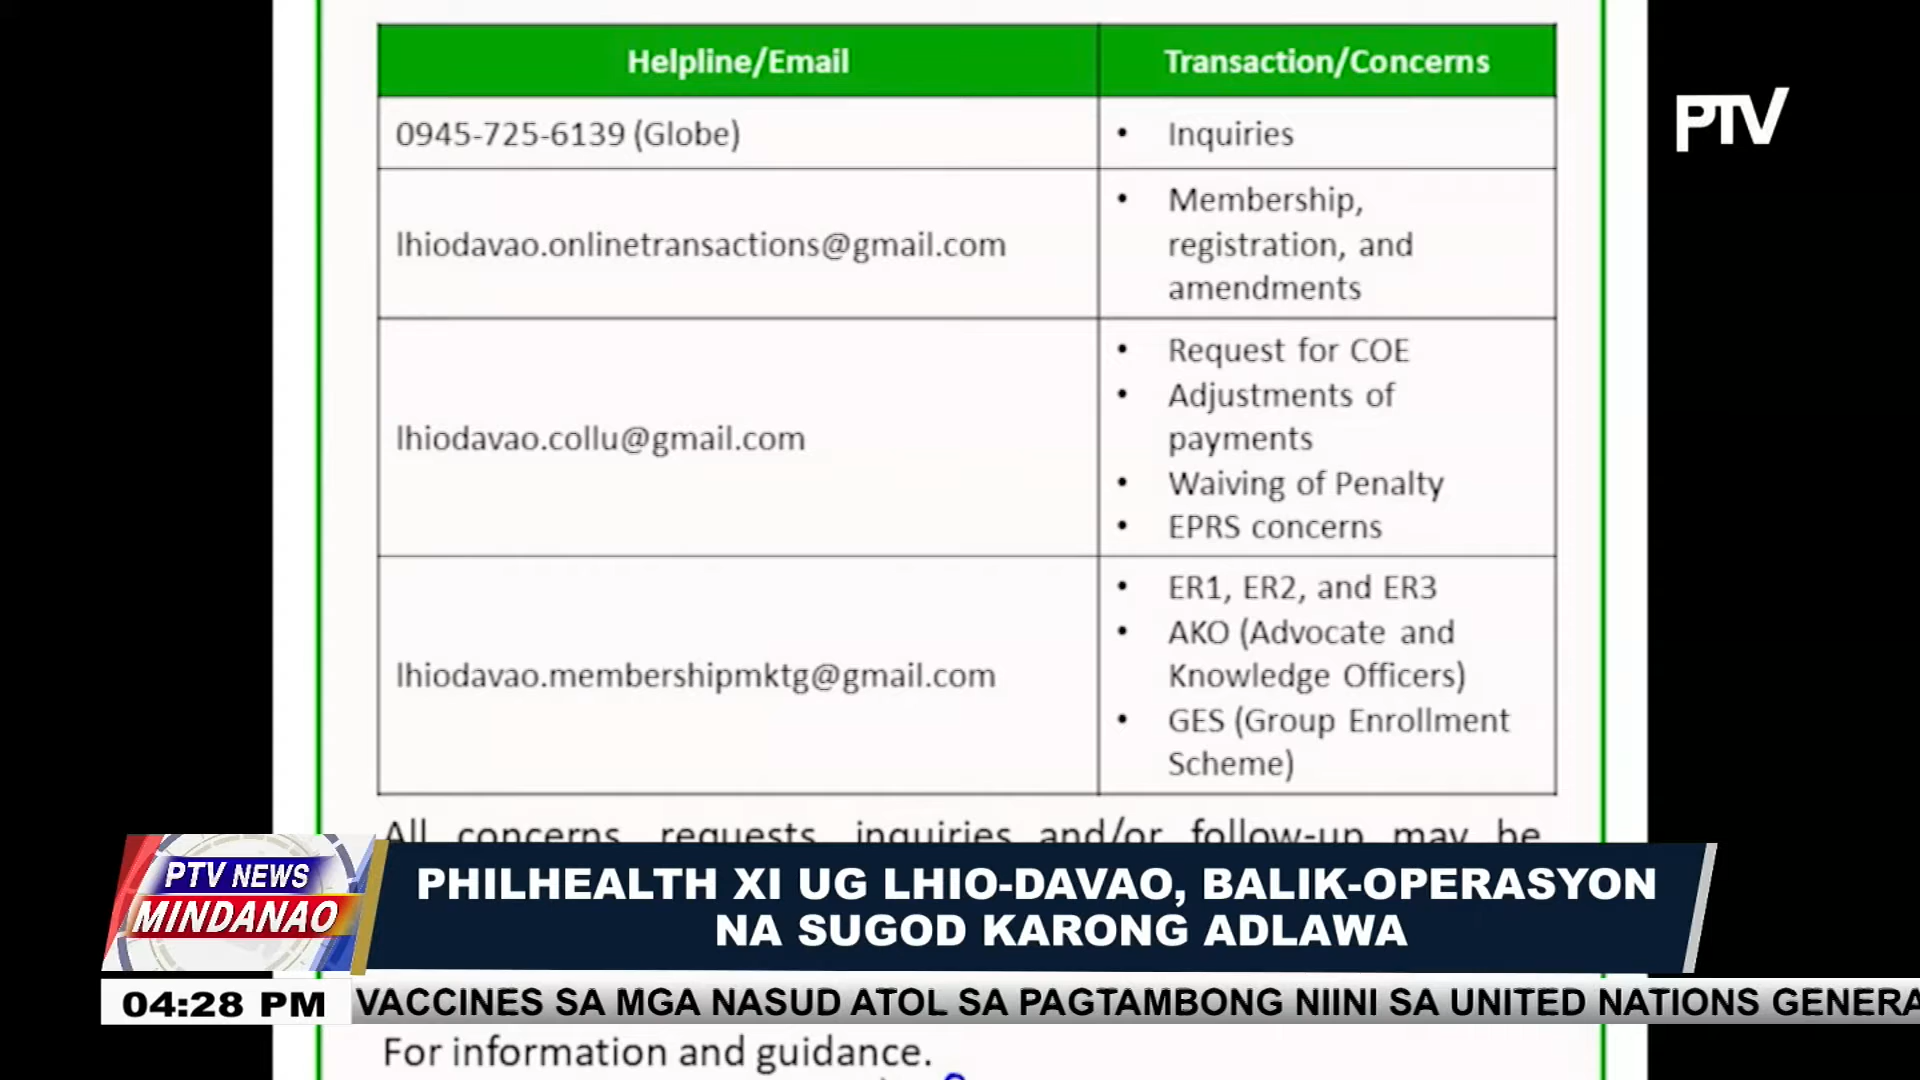 Helpline/Email
Transaction/Concerns
0945-725-6139 (Globe)
• Inquiries
lhiodavao.onlinetransactions@gmail.com
• Membership,
registration, and
amendments
lhiodavao.collu@gmail.com
• Request for COE
• Adjustments of
payments
• Waiving of Penalty
• EPRS concerns
lhiodavao.membershipmktg@gmail.com
• ER1, ER2, and ER3
• AKO (Advocate and
Knowledge Officers)
• GES (Group Enrollment
Scheme)
PTV
All concerns, requests, inquiries and/or follow-up may be
PTV NEWS
MINDANAO
PHILHEALTH XI UG LHIO-DAVAO, BALIK-OPERASYON
NA SUGOD KARONG ADLAWA
04:28 PM
VACCINES SA MGA NASUD ATOL SA PAGTAMBONG NIINI SA UNITED NATIONS GENERA
For information and guidance.